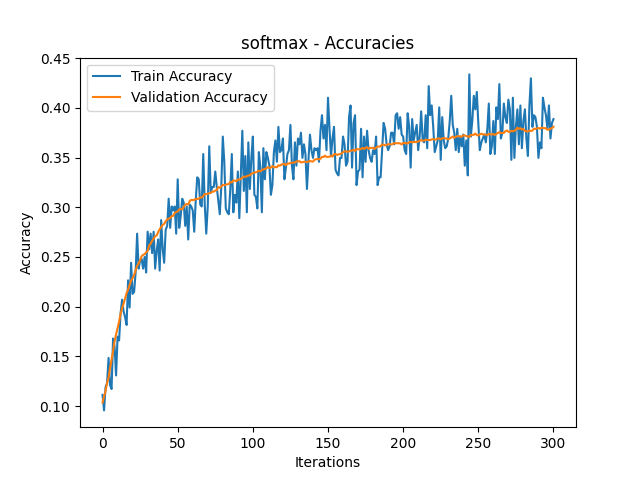 softmax - Accuracies
Train Accuracy
Validation Accuracy
Accuracy
0.45
0.40
0.35
0.30
0.25
0.20
0.15
0.10
0 50 100 150 200 250 300
Iterations